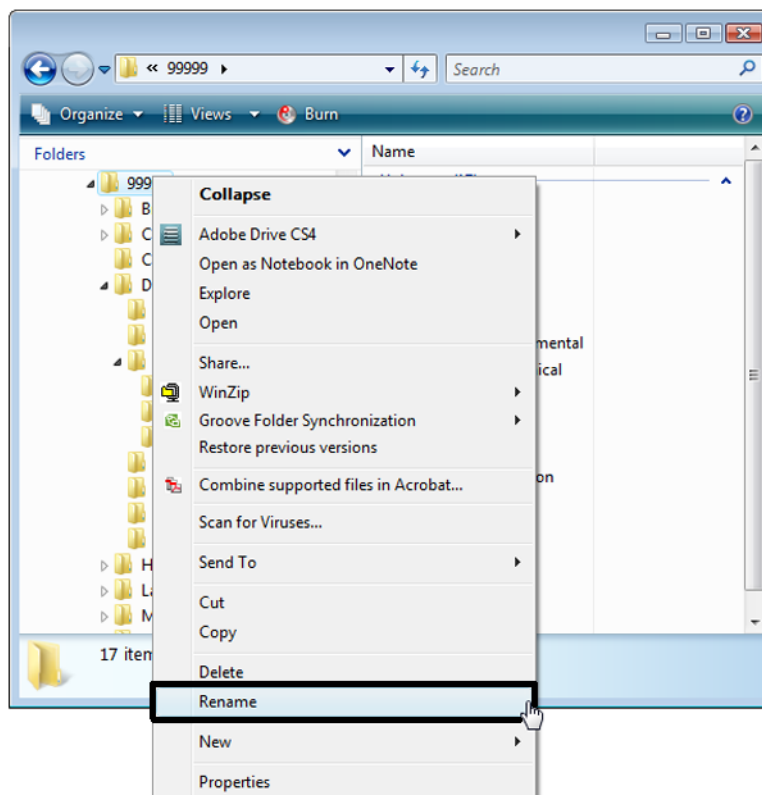 « 99999
Search
Organize Views Burn
Folders
Name
999
B
C
C
D
H
M
17 item
Collapse
Adobe Drive CS4
Open as Notebook in OneNote
Explore
Open
Share...
WinZip
Groove Folder Synchronization
Restore previous versions
Combine supported files in Acrobat...
Scan for Viruses...
Send To
Cut
Copy
Delete
Rename
New
Properties
mental
ical
on